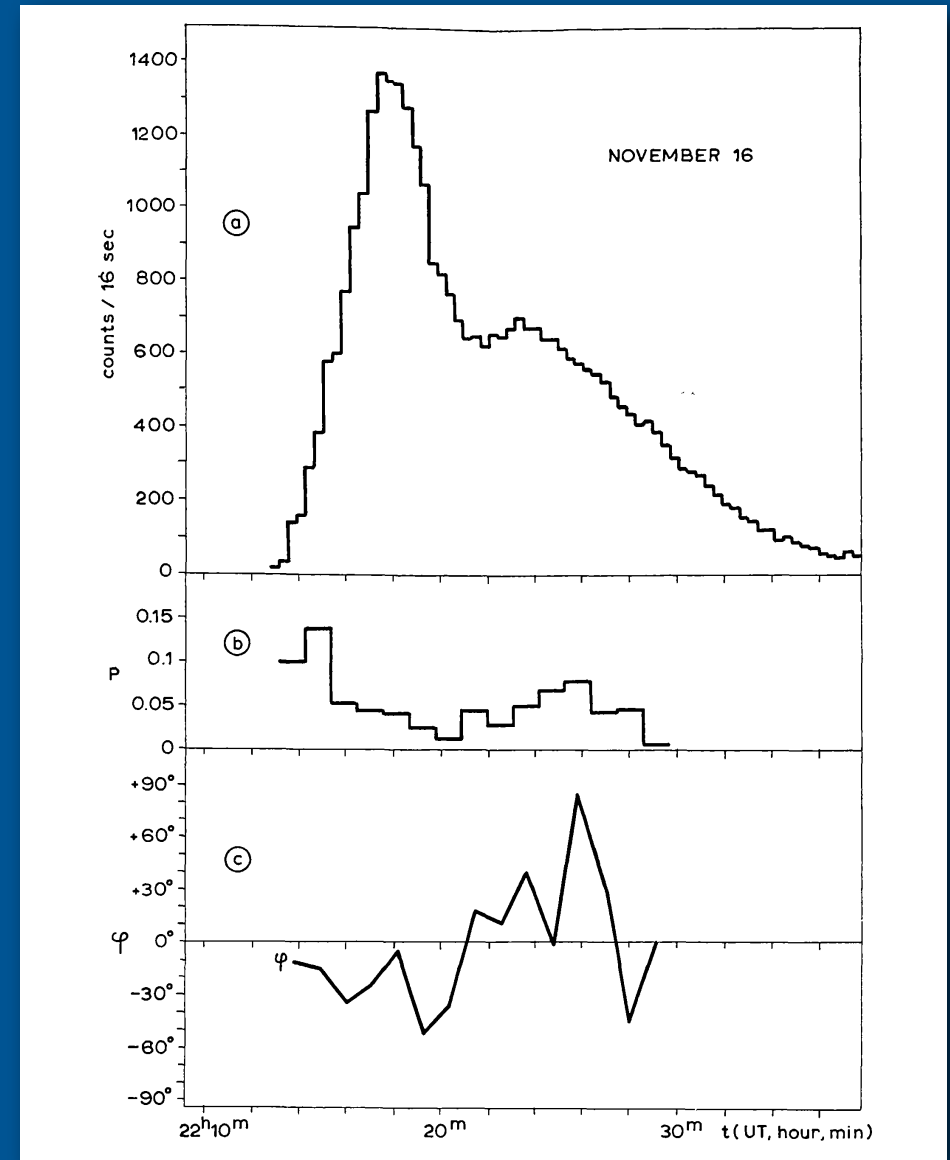 1400
1200
1000
800
600
400
200
0
counts / 16 sec
NOVEMBER 16
a
0.15
0.1
0.05
0
P
b
+90°
+60°
+30°
0°
-30°
-60°
-90°
φ
c
φ
22h10m 20m 30m t(UT, hour, min)